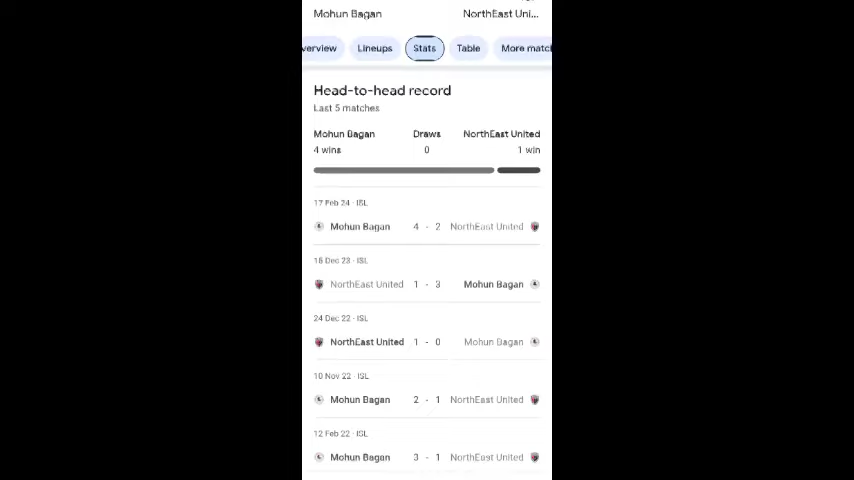 Mohun Bagan NorthEast Uni...
verview Lineups Stats Table More matcl
Head-to-head record
Last 5 matches
Mohun Bagan Draws NorthEast United
4 wins 0 1 win
17 Feb 24 · ISL
Mohun Bagan 4 - 2 NorthEast United
18 Dec 23 · ISL
NorthEast United 1 - 3 Mohun Bagan
24 Dec 22 · ISL
NorthEast United 1 - 0 Mohun Bagan
10 Nov 22 · ISL
Mohun Bagan 2 - 1 NorthEast United
12 Feb 22 · ISL
Mohun Bagan 3 - 1 NorthEast United